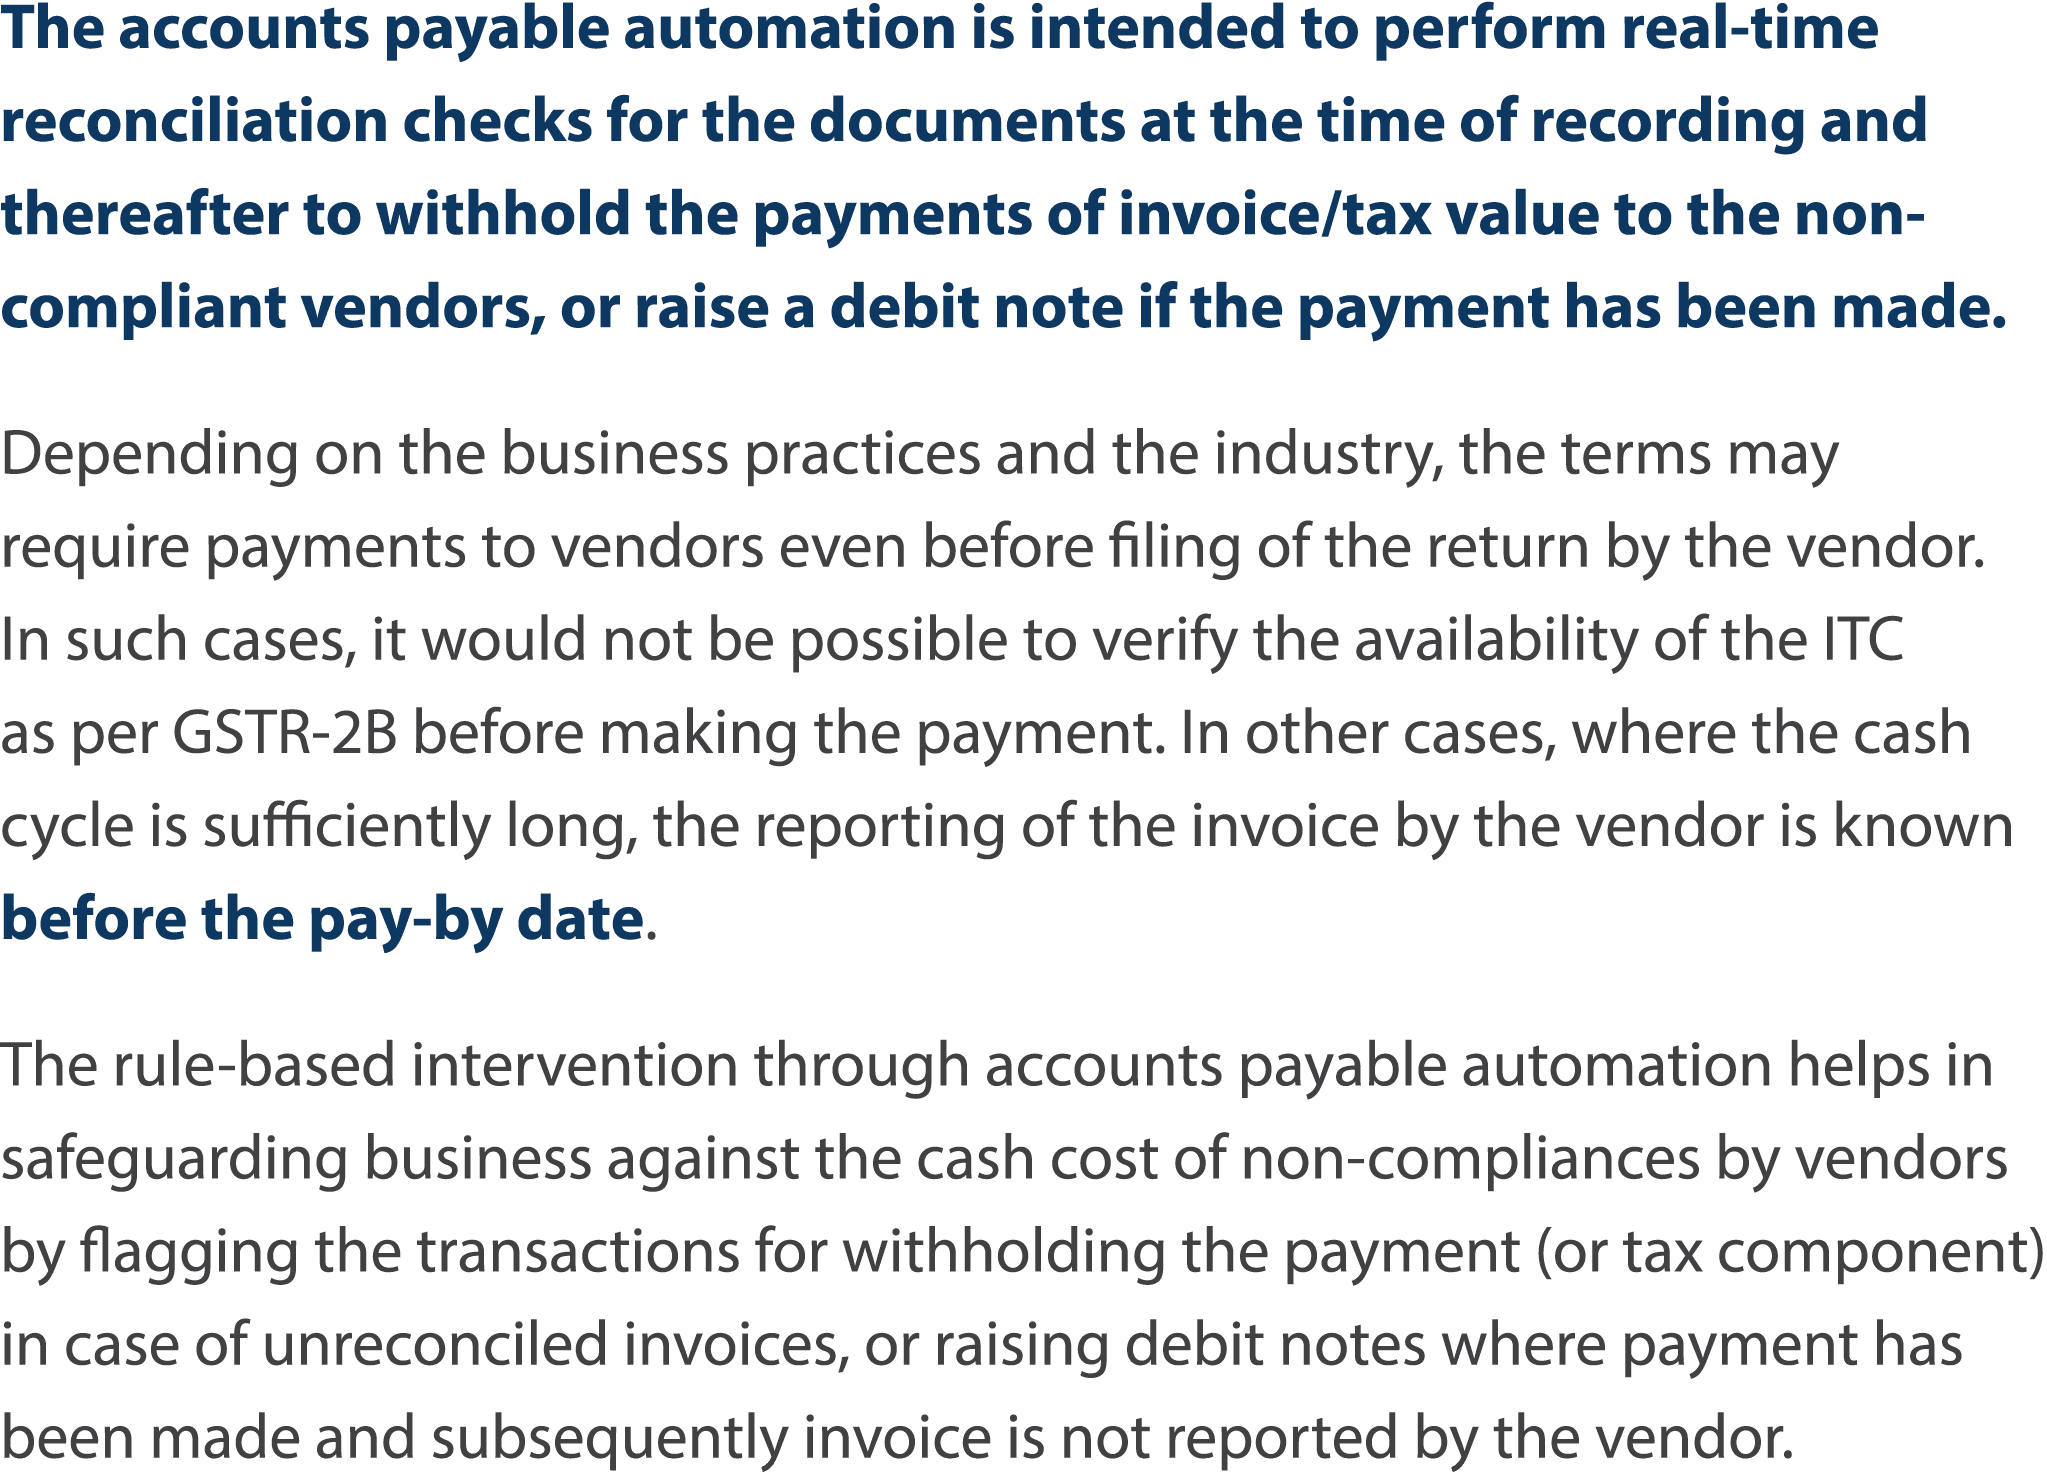 The accounts payable automation is intended to perform real-time
reconciliation checks for the documents at the time of recording and
thereafter to withhold the payments of invoice/tax value to the non-
compliant vendors, or raise a debit note if the payment has been made.
Depending on the business practices and the industry, the terms may
require payments to vendors even before filing of the return by the vendor.
In such cases, it would not be possible to verify the availability of the ITC
as per GSTR-2B before making the payment. In other cases, where the cash
cycle is sufficiently long, the reporting of the invoice by the vendor is known
before the pay-by date.
The rule-based intervention through accounts payable automation helps in
safeguarding business against the cash cost of non-compliances by vendors
by flagging the transactions for withholding the payment (or tax component)
in case of unreconciled invoices, or raising debit notes where payment has
been made and subsequently invoice is not reported by the vendor.